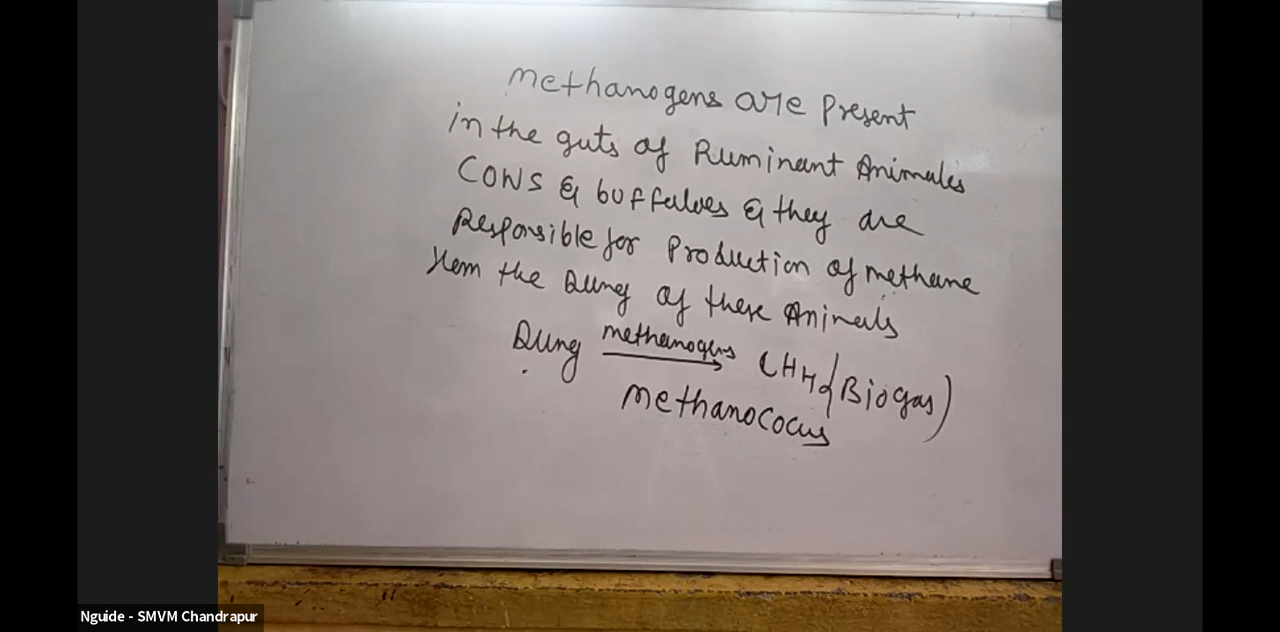 Methanogens are Present
in the guts of Ruminant Animales
COWS & buffaloes & they are
Responsible for Production of methane
from the Dung of these Animals
Dung methanogens CH4 (Biogas)
methanococus
Nguide - SMVM Chandrapur